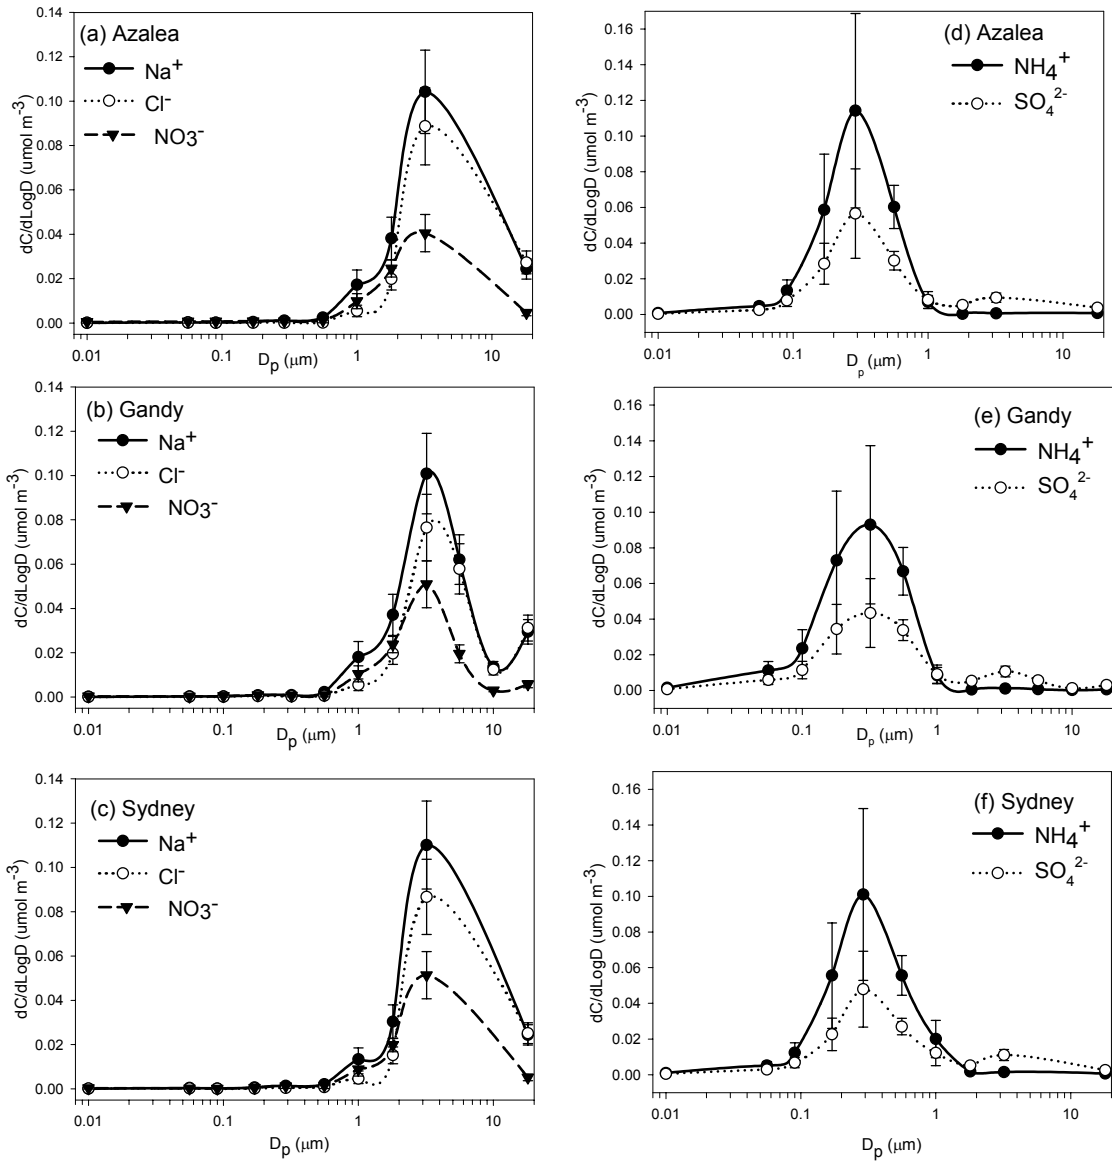 (a) Azalea
Na+
Cl-
NO3-
dC/dLogD (umol m-3)
0.14
0.12
0.10
0.08
0.06
0.04
0.02
0.00
0.01 0.1 1 10
Dp (μm)
(d) Azalea
NH4+
SO42-
dC/dLogD (umol m-3)
0.16
0.14
0.12
0.10
0.08
0.06
0.04
0.02
0.00
0.01 0.1 1 10
Dp (μm)
(b) Gandy
Na+
Cl-
NO3-
dC/dLogD (umol m-3)
0.14
0.12
0.10
0.08
0.06
0.04
0.02
0.00
0.01 0.1 1 10
Dp (μm)
(e) Gandy
NH4+
SO42-
dC/dLogD (umol m-3)
0.16
0.14
0.12
0.10
0.08
0.06
0.04
0.02
0.00
0.01 0.1 1 10
Dp (μm)
(c) Sydney
Na+
Cl-
NO3-
dC/dLogD (umol m-3)
0.14
0.12
0.10
0.08
0.06
0.04
0.02
0.00
0.01 0.1 1 10
Dp (μm)
(f) Sydney
NH4+
SO42-
dC/dLogD (umol m-3)
0.16
0.14
0.12
0.10
0.08
0.06
0.04
0.02
0.00
0.01 0.1 1 10
Dp (μm)